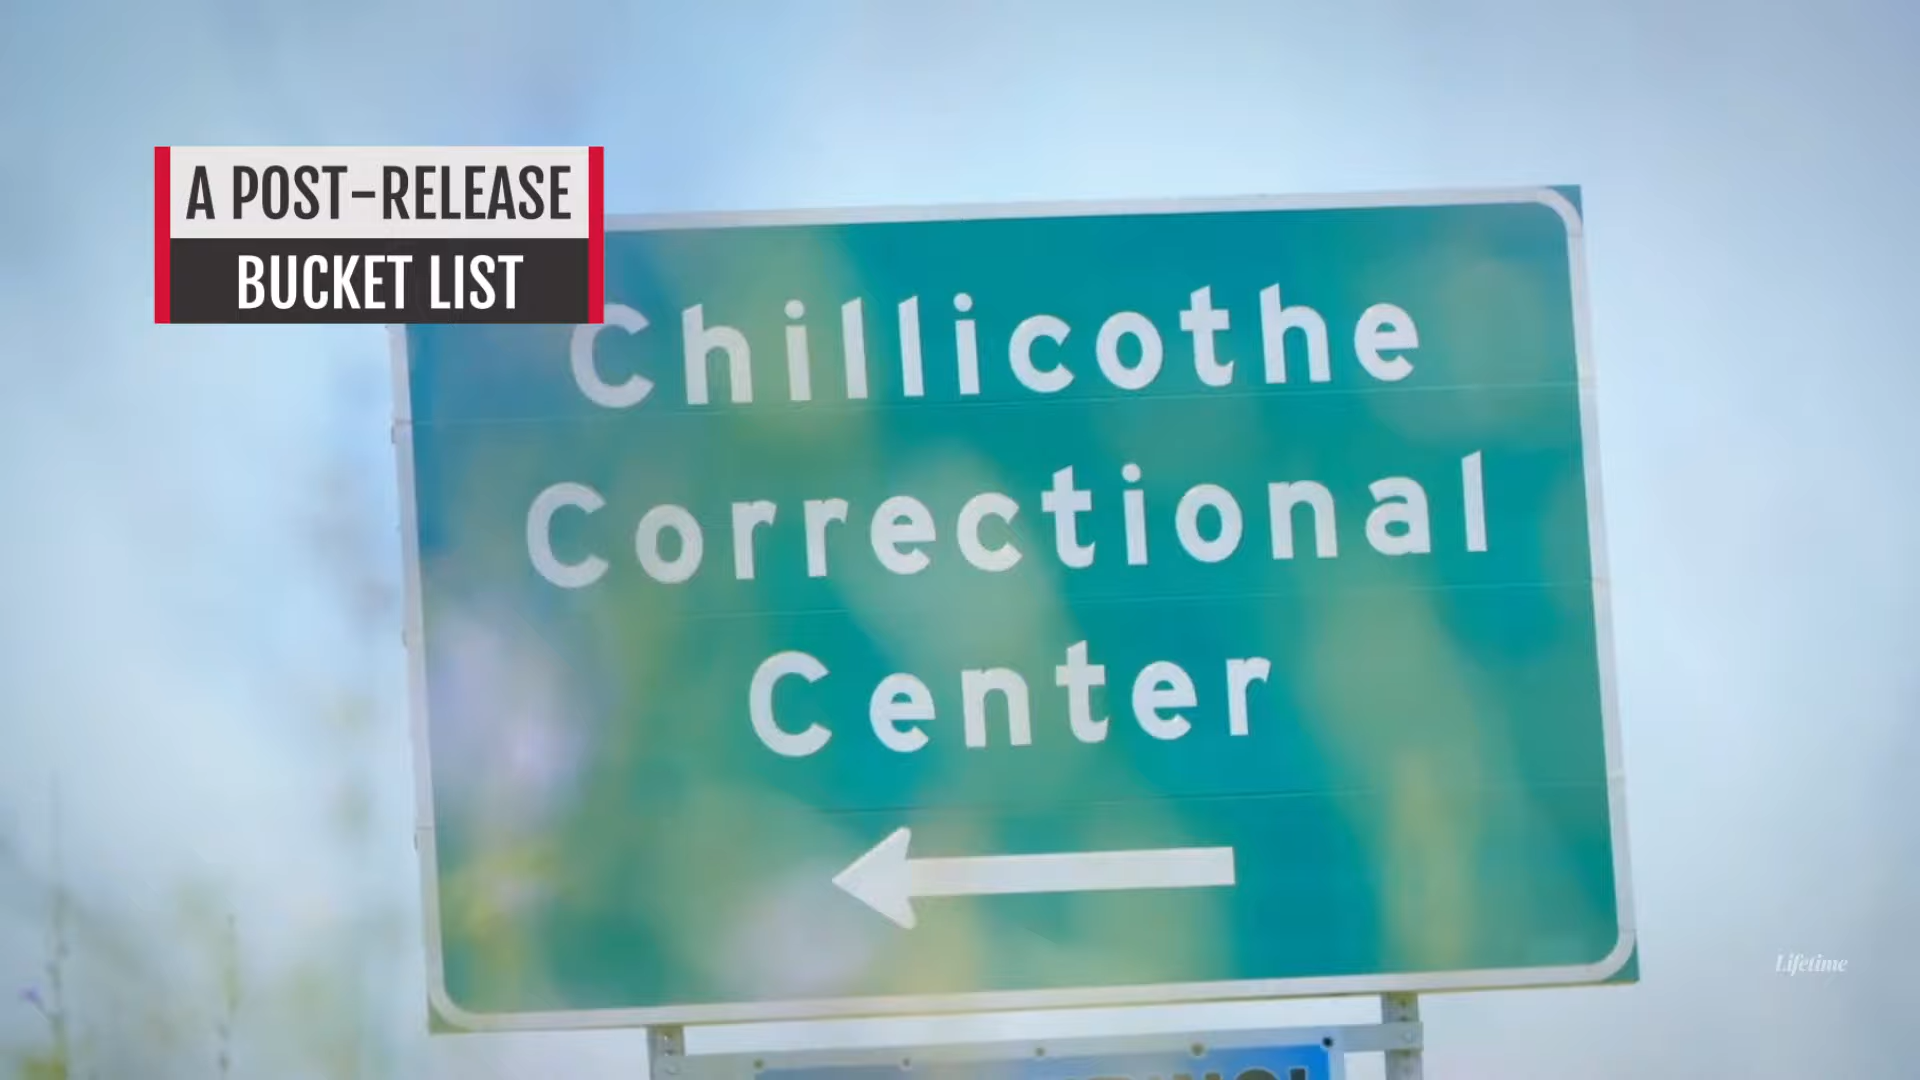 A POST-RELEASE
BUCKET LIST
Chillicothe
Correctional
Center
Lifetime